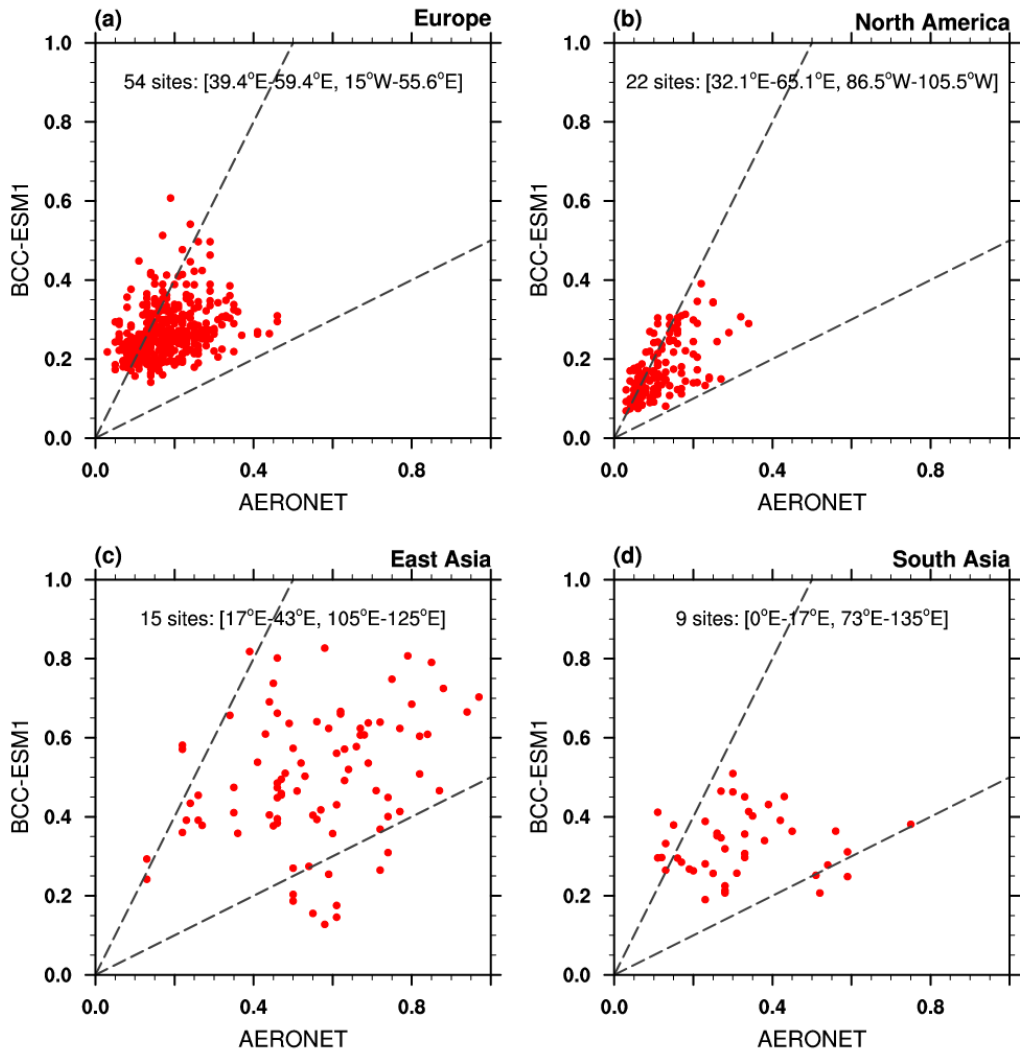 (a) Europe
1.0
54 sites: [39.4°E-59.4°E, 15°W-55.6°E]
0.8
0.6
BCC-ESM1
0.4
0.2
0.0
0.0 0.4 0.8
AERONET
(b) North America
1.0
22 sites: [32.1°E-65.1°E, 86.5°W-105.5°W]
0.8
0.6
BCC-ESM1
0.4
0.2
0.0
0.0 0.4 0.8
AERONET
(c) East Asia
1.0
15 sites: [17°E-43°E, 105°E-125°E]
0.8
0.6
BCC-ESM1
0.4
0.2
0.0
0.0 0.4 0.8
AERONET
(d) South Asia
1.0
9 sites: [0°E-17°E, 73°E-135°E]
0.8
0.6
BCC-ESM1
0.4
0.2
0.0
0.0 0.4 0.8
AERONET